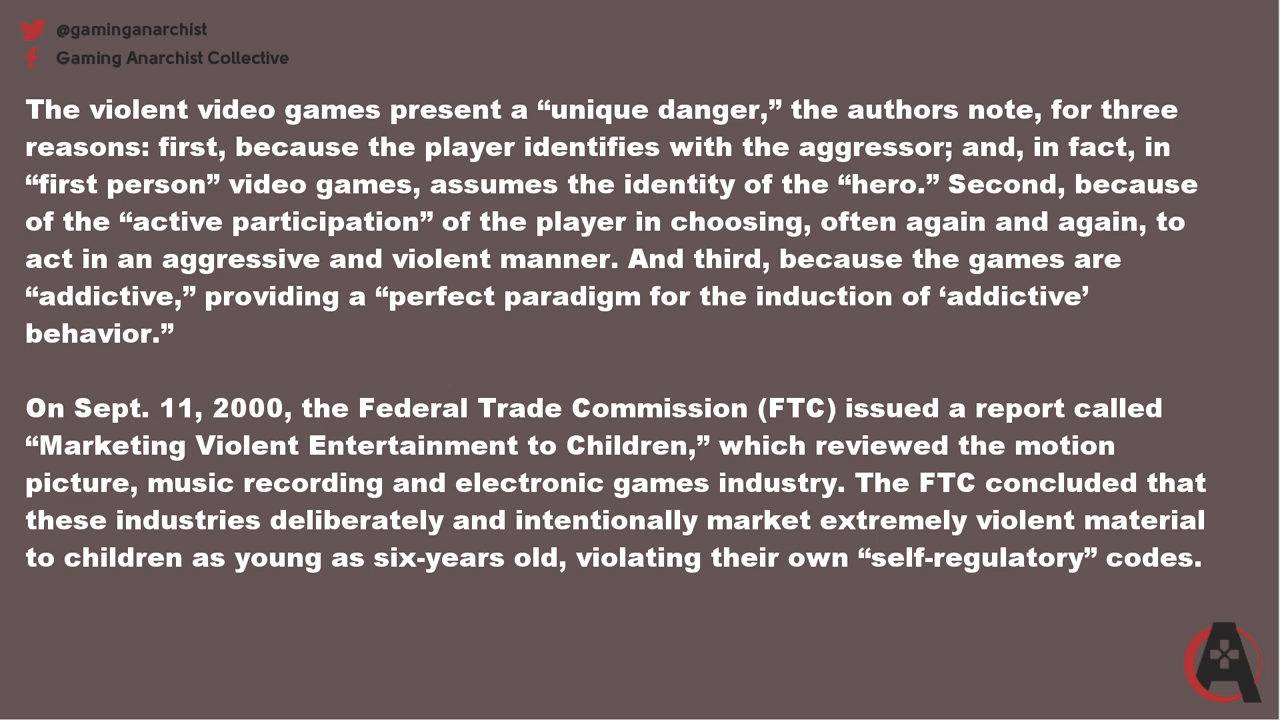 @gaminganarchist
Gaming Anarchist Collective
The violent video games present a “unique danger,” the authors note, for three
reasons: first, because the player identifies with the aggressor; and, in fact, in
“first person” video games, assumes the identity of the “hero.” Second, because
of the “active participation” of the player in choosing, often again and again, to
act in an aggressive and violent manner. And third, because the games are
“addictive,” providing a “perfect paradigm for the induction of ‘addictive’
behavior.”
On Sept. 11, 2000, the Federal Trade Commission (FTC) issued a report called
“Marketing Violent Entertainment to Children,” which reviewed the motion
picture, music recording and electronic games industry. The FTC concluded that
these industries deliberately and intentionally market extremely violent material
to children as young as six-years old, violating their own “self-regulatory” codes.